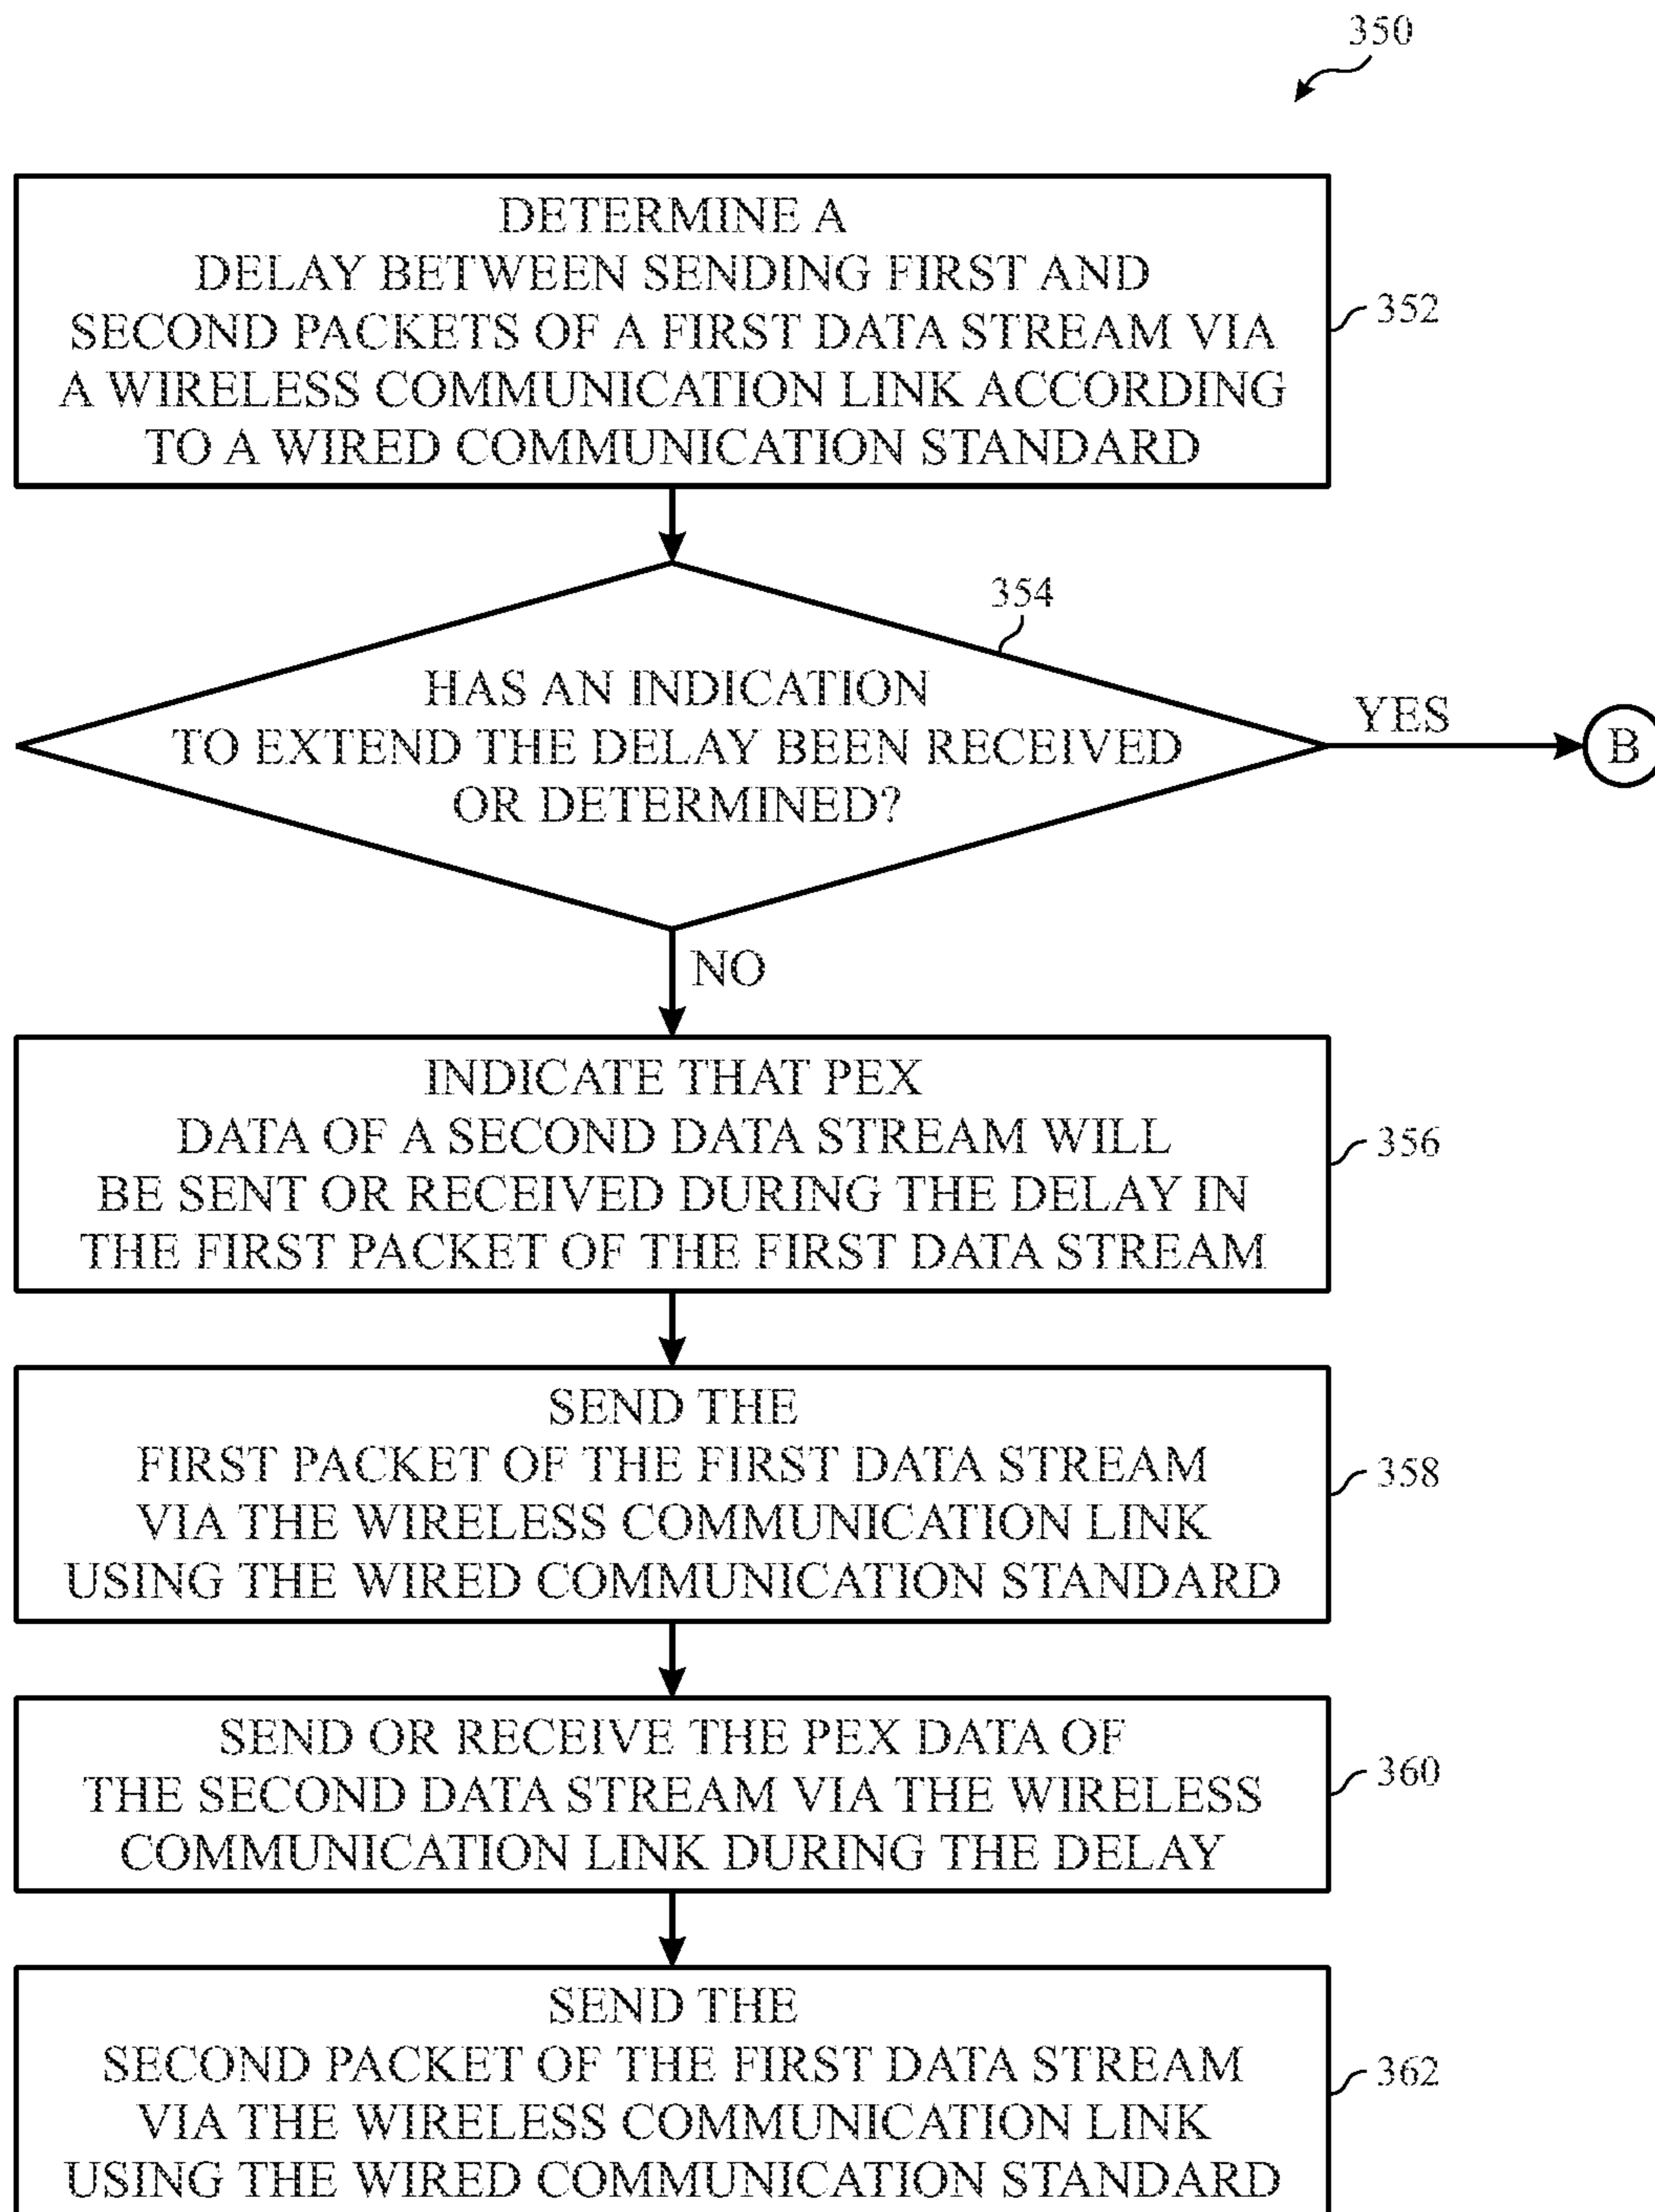 350
DETERMINE A
DELAY BETWEEN SENDING FIRST AND
SECOND PACKETS OF A FIRST DATA STREAM VIA
A WIRELESS COMMUNICATION LINK ACCORDING
TO A WIRED COMMUNICATION STANDARD
352
354
HAS AN INDICATION
TO EXTEND THE DELAY BEEN RECEIVED
OR DETERMINED?
YES
B
NO
INDICATE THAT PEX
DATA OF A SECOND DATA STREAM WILL
BE SENT OR RECEIVED DURING THE DELAY IN
THE FIRST PACKET OF THE FIRST DATA STREAM
356
SEND THE
FIRST PACKET OF THE FIRST DATA STREAM
VIA THE WIRELESS COMMUNICATION LINK
USING THE WIRED COMMUNICATION STANDARD
358
SEND OR RECEIVE THE PEX DATA OF
THE SECOND DATA STREAM VIA THE WIRELESS
COMMUNICATION LINK DURING THE DELAY
360
SEND THE
SECOND PACKET OF THE FIRST DATA STREAM
VIA THE WIRELESS COMMUNICATION LINK
USING THE WIRED COMMUNICATION STANDARD
362